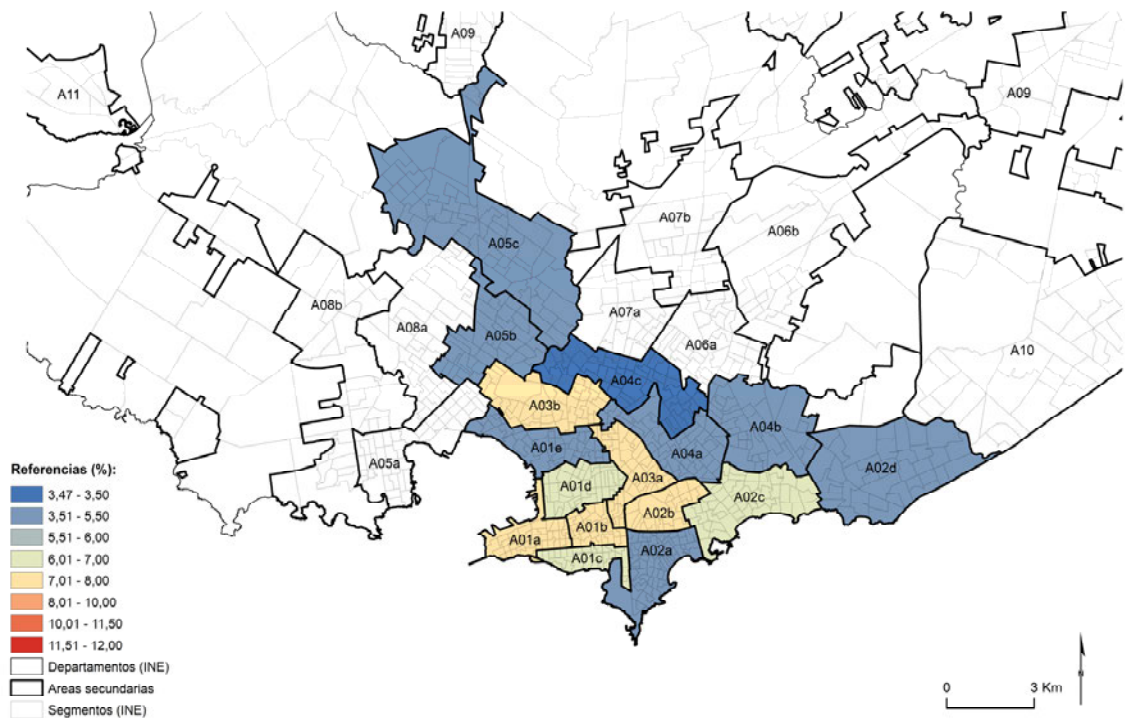 A09
A11
A09
A07b
A06b
A05c
A08b
A07a
A08a
A05b
A06a
A10
A04c
A03b
A04b
A01e
A04a
A05a
A02d
A03a
A01d
A02c
A02b
A01b
A01a
A02a
A01c
Referencias (%):
3,47 - 3,50
3,51 - 5,50
5,51 - 6,00
6,01 - 7,00
7,01 - 8,00
8,01 - 10,00
10,01 - 11,50
11,51 - 12,00
Departamentos (INE)
Areas secundarias
Segmentos (INE)
0 3 Km
N